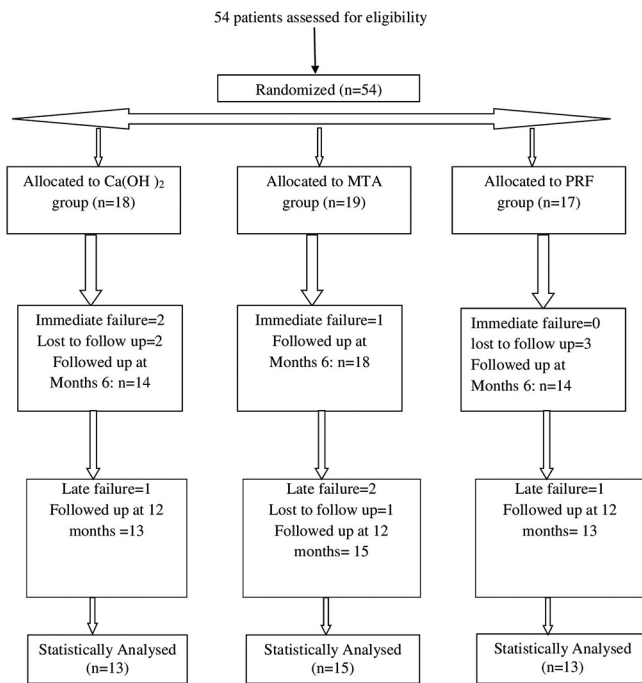 54 patients assessed for eligibility
Randomized (n=54)
Allocated to Ca(OH )₂
group (n=18)
Allocated to MTA
group (n=19)
Allocated to PRF
group (n=17)
Immediate failure=2
Lost to follow up=2
Followed up at
Months 6: n=14
Immediate failure=1
Followed up at
Months 6: n=18
Immediate failure=0
lost to follow up=3
Followed up at
Months 6: n=14
Late failure=1
Followed up at 12
months =13
Late failure=2
Lost to follow up=1
Followed up at 12
months= 15
Late failure=1
Followed up at 12
months= 13
Statistically Analysed
(n=13)
Statistically Analysed
(n=15)
Statistically Analysed
(n=13)